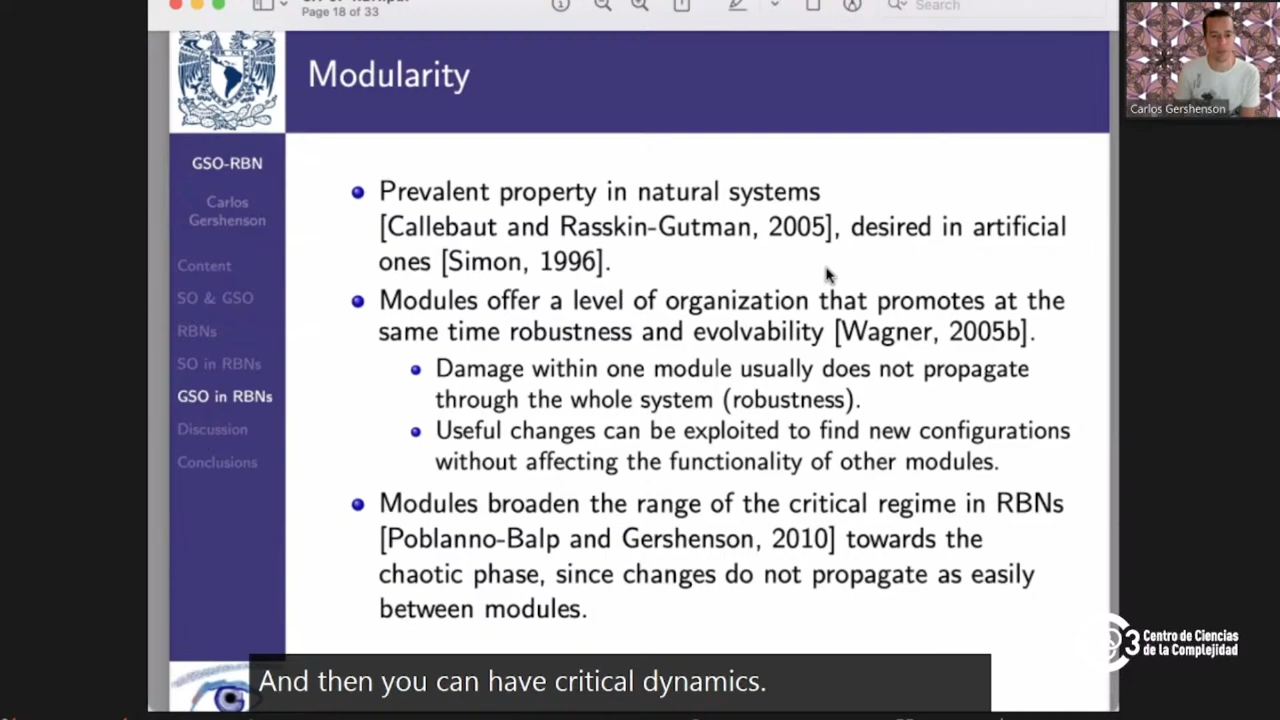 Page 18 of 33
Search
Modularity
Carlos Gershenson
GSO-RBN
Carlos
Gershenson
Content
SO & GSO
RBNs
SO in RBNs
GSO in RBNs
Discussion
Conclusions
Prevalent property in natural systems
[Callebaut and Rasskin-Gutman, 2005], desired in artificial
ones [Simon, 1996].
Modules offer a level of organization that promotes at the
same time robustness and evolvability [Wagner, 2005b].
Damage within one module usually does not propagate
through the whole system (robustness).
Useful changes can be exploited to find new configurations
without affecting the functionality of other modules.
Modules broaden the range of the critical regime in RBNs
[Poblanno-Balp and Gershenson, 2010] towards the
chaotic phase, since changes do not propagate as easily
between modules.
3 Centro de Ciencias
de la Complejidad
And then you can have critical dynamics.